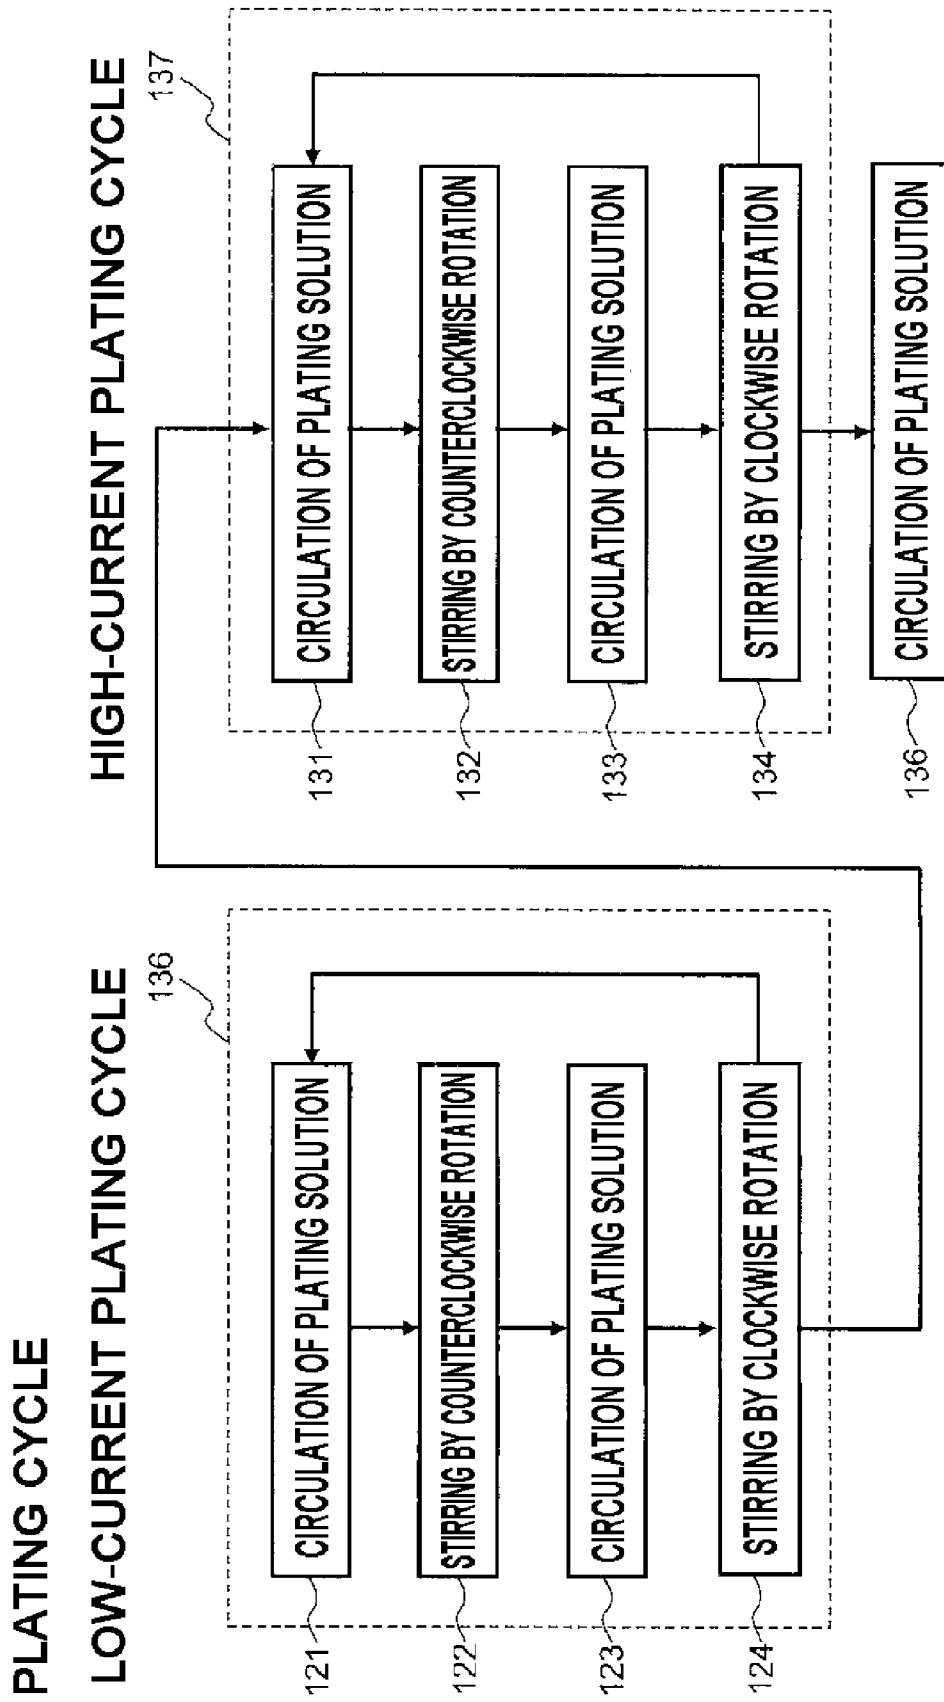 PLATING CYCLE
LOW-CURRENT PLATING CYCLE
136
121
CIRCULATION OF PLATING SOLUTION
122
STIRRING BY COUNTERCLOCKWISE ROTATION
123
CIRCULATION OF PLATING SOLUTION
124
STIRRING BY CLOCKWISE ROTATION
HIGH-CURRENT PLATING CYCLE
137
131
CIRCULATION OF PLATING SOLUTION
132
STIRRING BY COUNTERCLOCKWISE ROTATION
133
CIRCULATION OF PLATING SOLUTION
134
STIRRING BY CLOCKWISE ROTATION
136
CIRCULATION OF PLATING SOLUTION